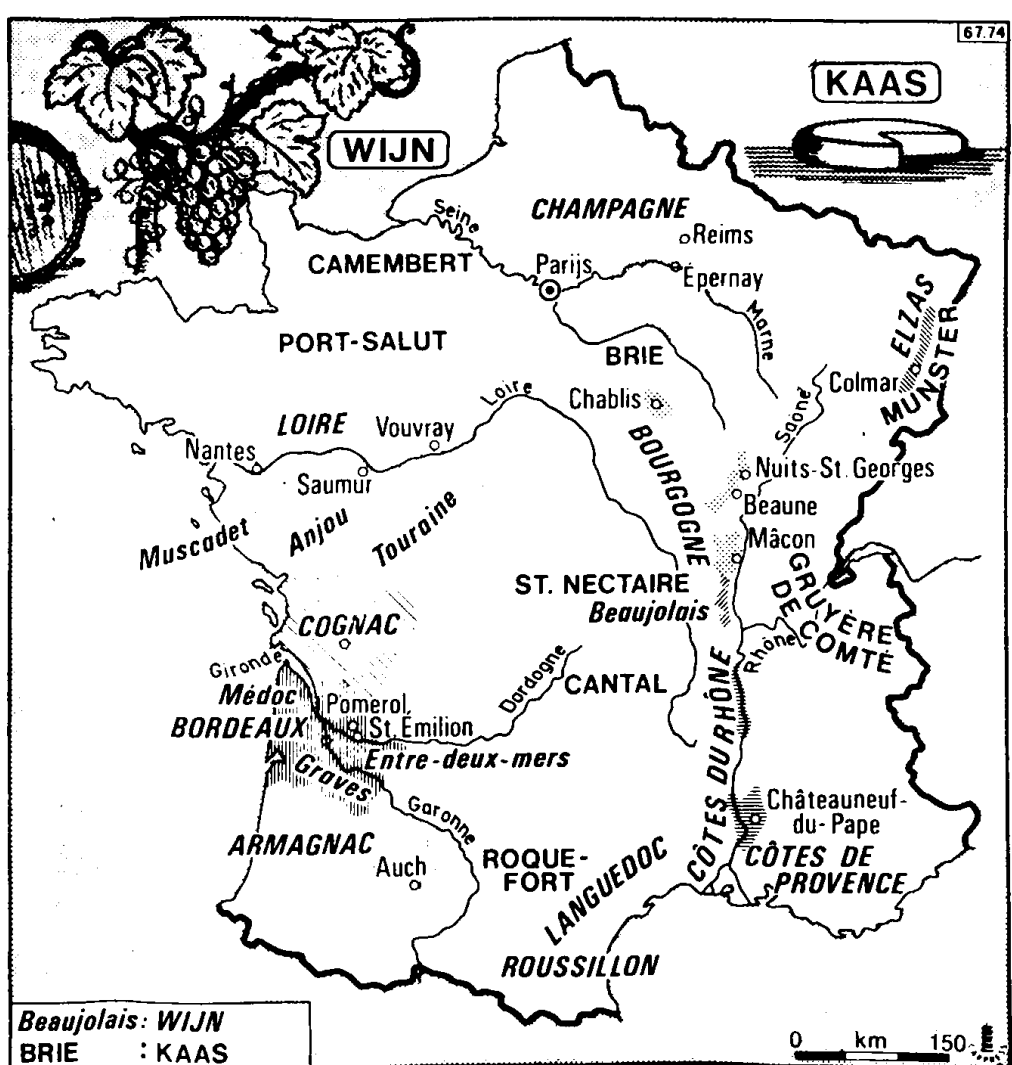 67.74
KAAS
WIJN
CHAMPAGNE
Seine
Reims
CAMEMBERT
Parijs
Épernay
Marne
ELZAS
PORT-SALUT
BRIE
MUNSTER
Colmar
Loire
Chablis
Saône
LOIRE
Vouvray
BOURGOGNE
Nantes
Saumur
Nuits-St. Georges
Beaune
Anjou
Touraine
Muscadet
Mâcon
ST. NECTAIRE
Beaujolais
GRUYÈRE
DE COMTÉ
COGNAC
Rhône
Gironde
Dordogne
CANTAL
Médoc
Pomerol
BORDEAUX
St. Émilion
Entre-deux-mers
CÔTES DU RHÔNE
Graves
Garonne
Châteauneuf-
du-Pape
ARMAGNAC
Auch
ROQUE-
FORT
LANGUEDOC
CÔTES DE
PROVENCE
ROUSSILLON
Beaujolais: WIJN
BRIE : KAAS
0 km 150